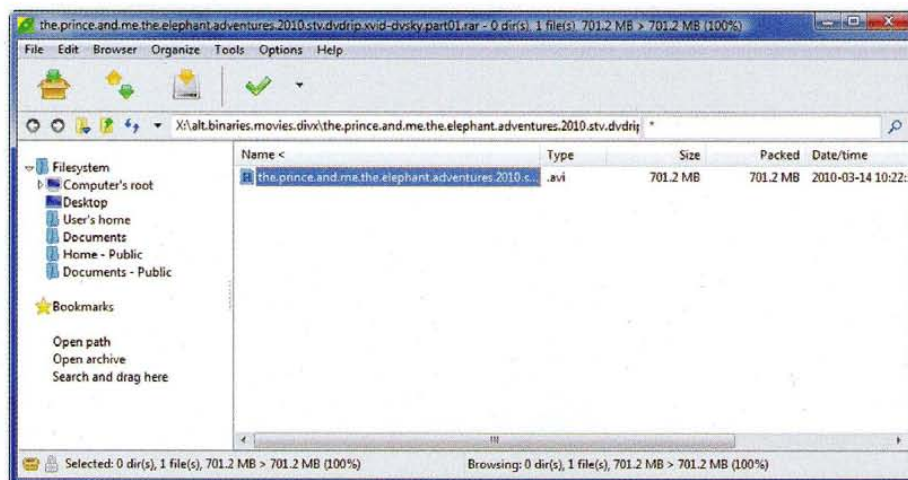 the.prince.and.me.the.elephant.adventures.2010.stv.dvdrip.xvid-dvsky.part01.rar - 0 dir(s), 1 file(s), 701.2 MB > 701.2 MB (100%)
File Edit Browser Organize Tools Options Help
X:\alt.binaries.movies.divx\the.prince.and.me.the.elephant.adventures.2010.stv.dvdrip *
Name < Type Size Packed Date/time
the.prince.and.me.the.elephant.adventures.2010.s... .avi 701.2 MB 701.2 MB 2010-03-14 10:22:
Filesystem
Computer's root
Desktop
User's home
Documents
Home - Public
Documents - Public
Bookmarks
Open path
Open archive
Search and drag here
Selected: 0 dir(s), 1 file(s), 701.2 MB > 701.2 MB (100%) Browsing: 0 dir(s), 1 file(s), 701.2 MB > 701.2 MB (100%)